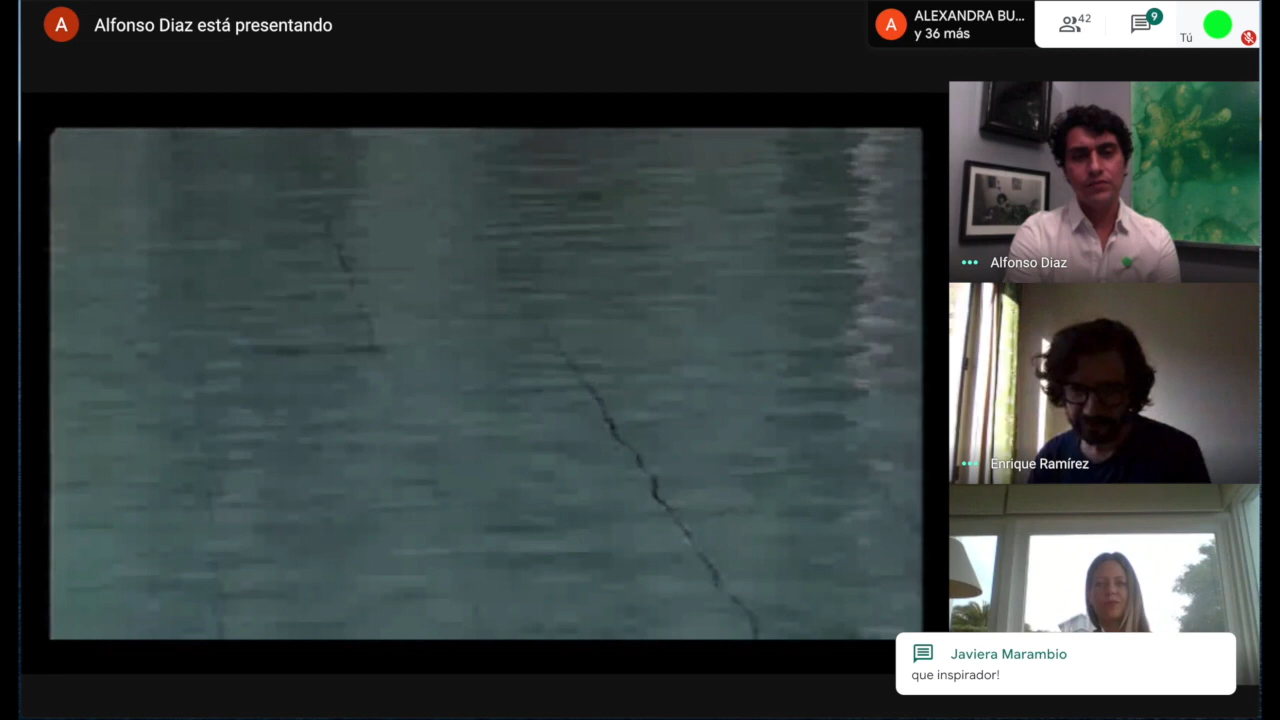 A
Alfonso Diaz está presentando
A
ALEXANDRA BU...
y 36 más
42
9
Tú
Alfonso Diaz
Enrique Ramírez
Javiera Marambio
que inspirador!